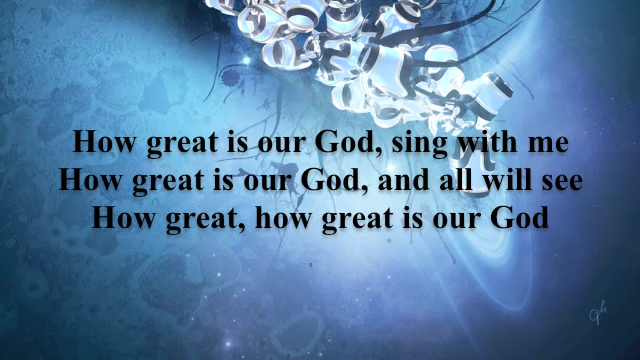 How great is our God, sing with me
How great is our God, and all will see
How great, how great is our God